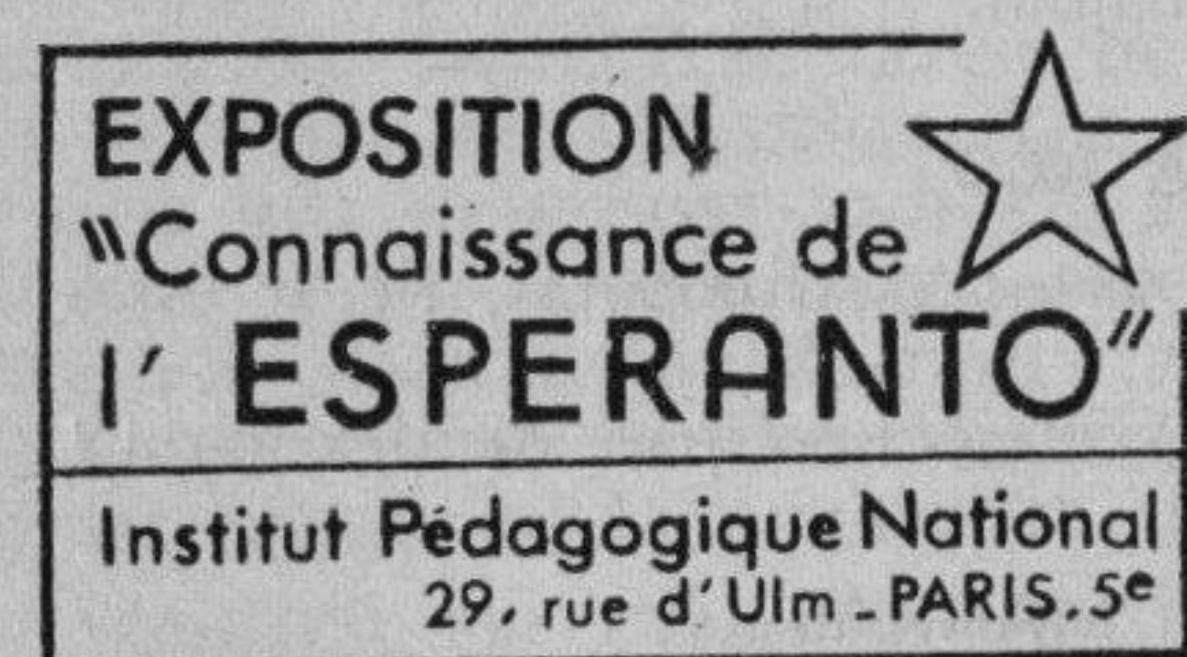 EXPOSITION
"Connaissance de
l' ESPERANTO"
Institut Pédagogique National
29, rue d'Ulm - PARIS.5e